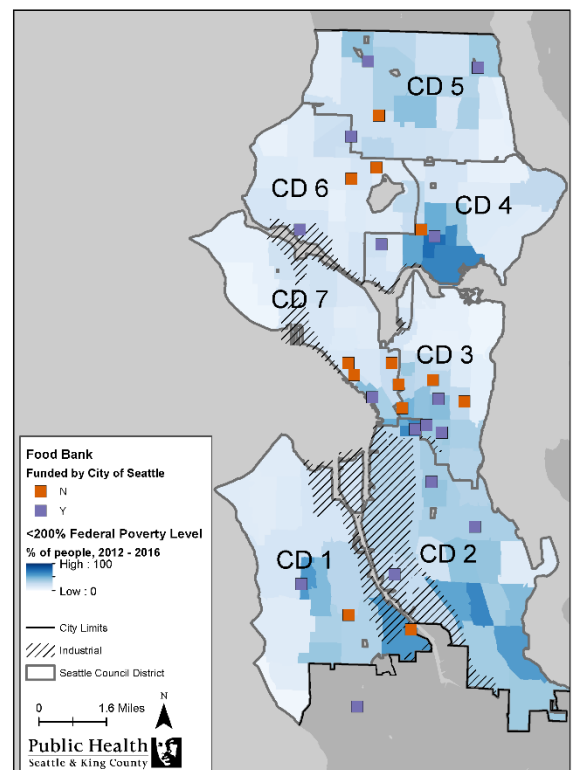 CD 5
CD 6
CD 4
CD 7
CD 3
CD 1
CD 2
Food Bank
Funded by City of Seattle
N
Y
<200% Federal Poverty Level
% of people, 2012 - 2016
High : 100
Low : 0
City Limits
Industrial
Seattle Council District
N
0 1.6 Miles
Public Health
Seattle & King County